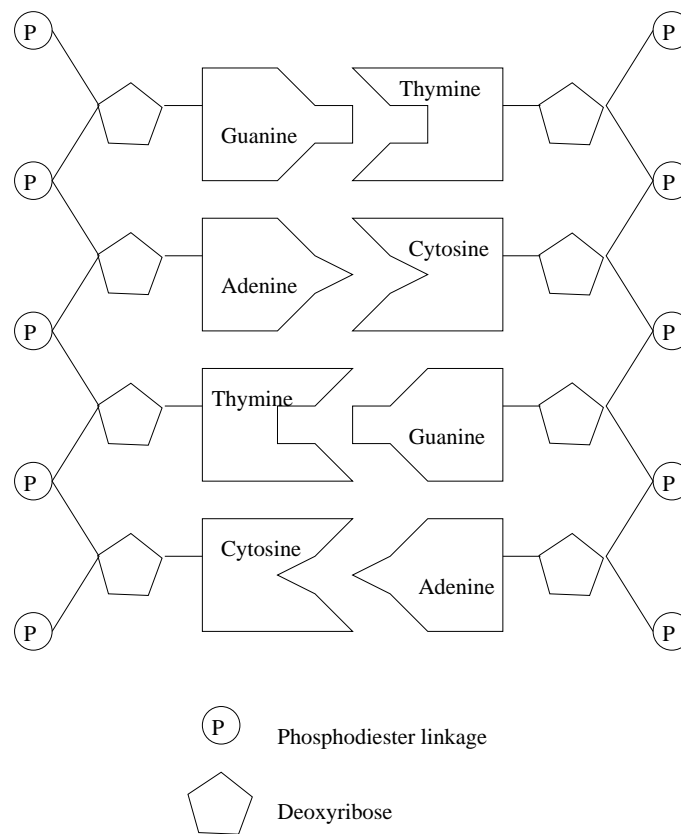 P P
Thymine
Guanine
P P
Cytosine
Adenine
P P
Thymine
Guanine
P P
Cytosine
Adenine
P P
P Phosphodiester linkage
Deoxyribose